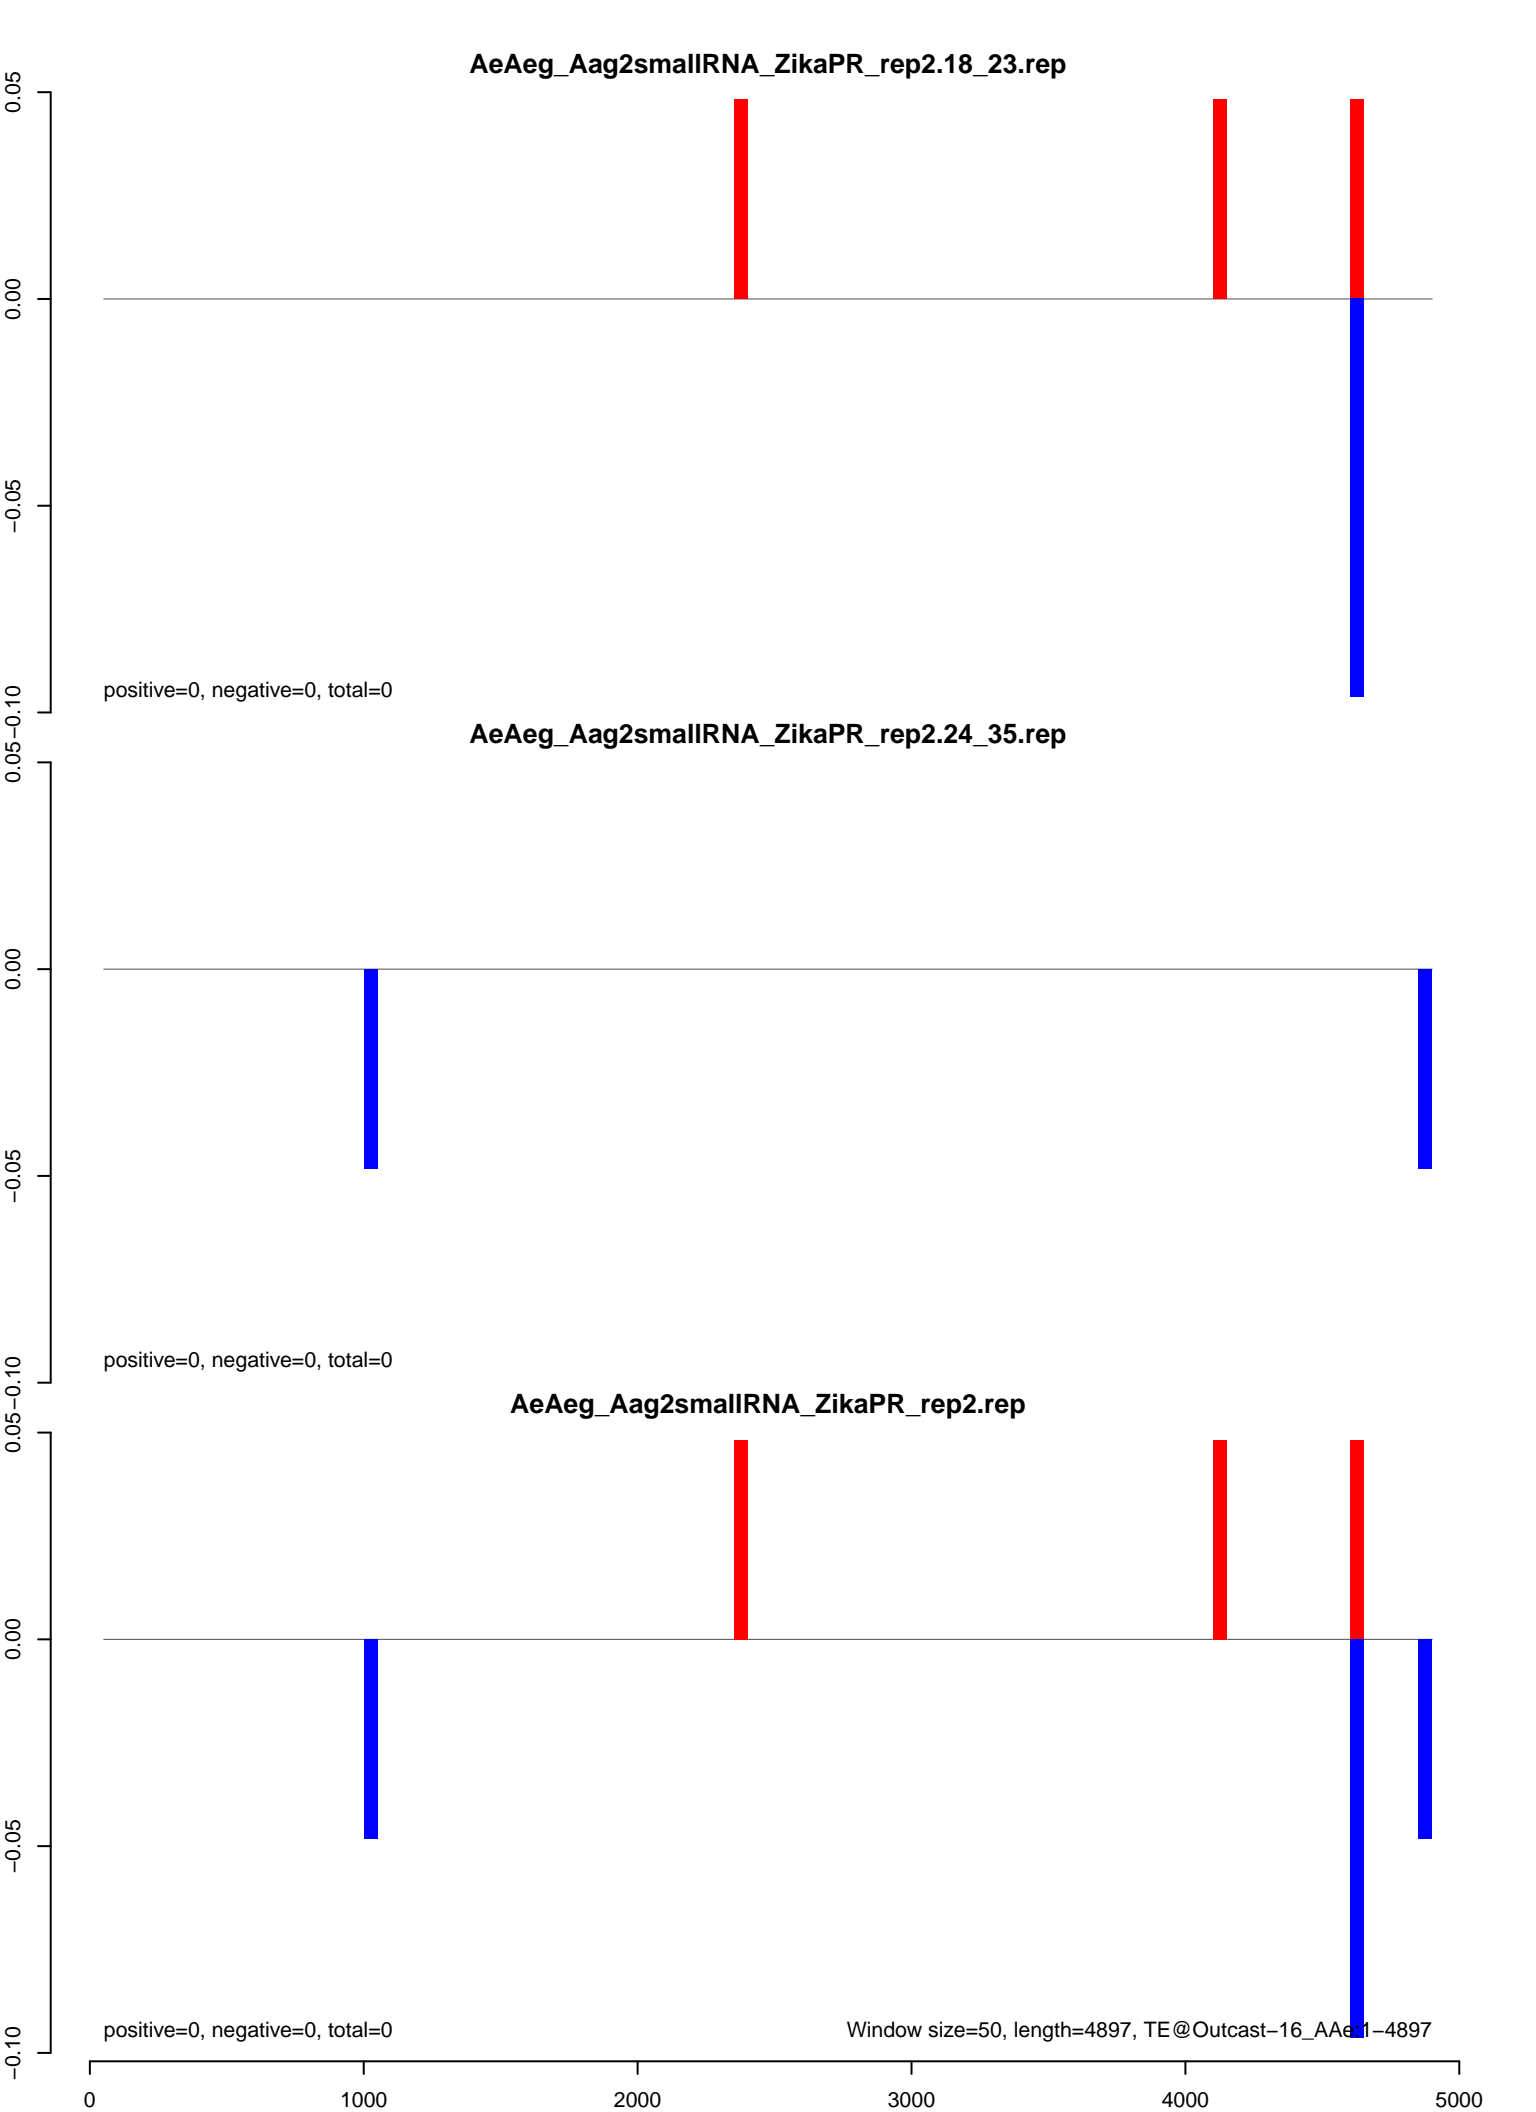 AeAeg_Aag2smallRNA_ZikaPR_rep2.18_23.rep
0.05
0.00
−0.05
−0.10
positive=0, negative=0, total=0
AeAeg_Aag2smallRNA_ZikaPR_rep2.24_35.rep
0.05
0.00
−0.05
−0.10
positive=0, negative=0, total=0
AeAeg_Aag2smallRNA_ZikaPR_rep2.rep
0.05
0.00
−0.05
−0.10
positive=0, negative=0, total=0
Window size=50, length=4897, TE@Outcast−16_AAe:1−4897
0 1000 2000 3000 4000 5000